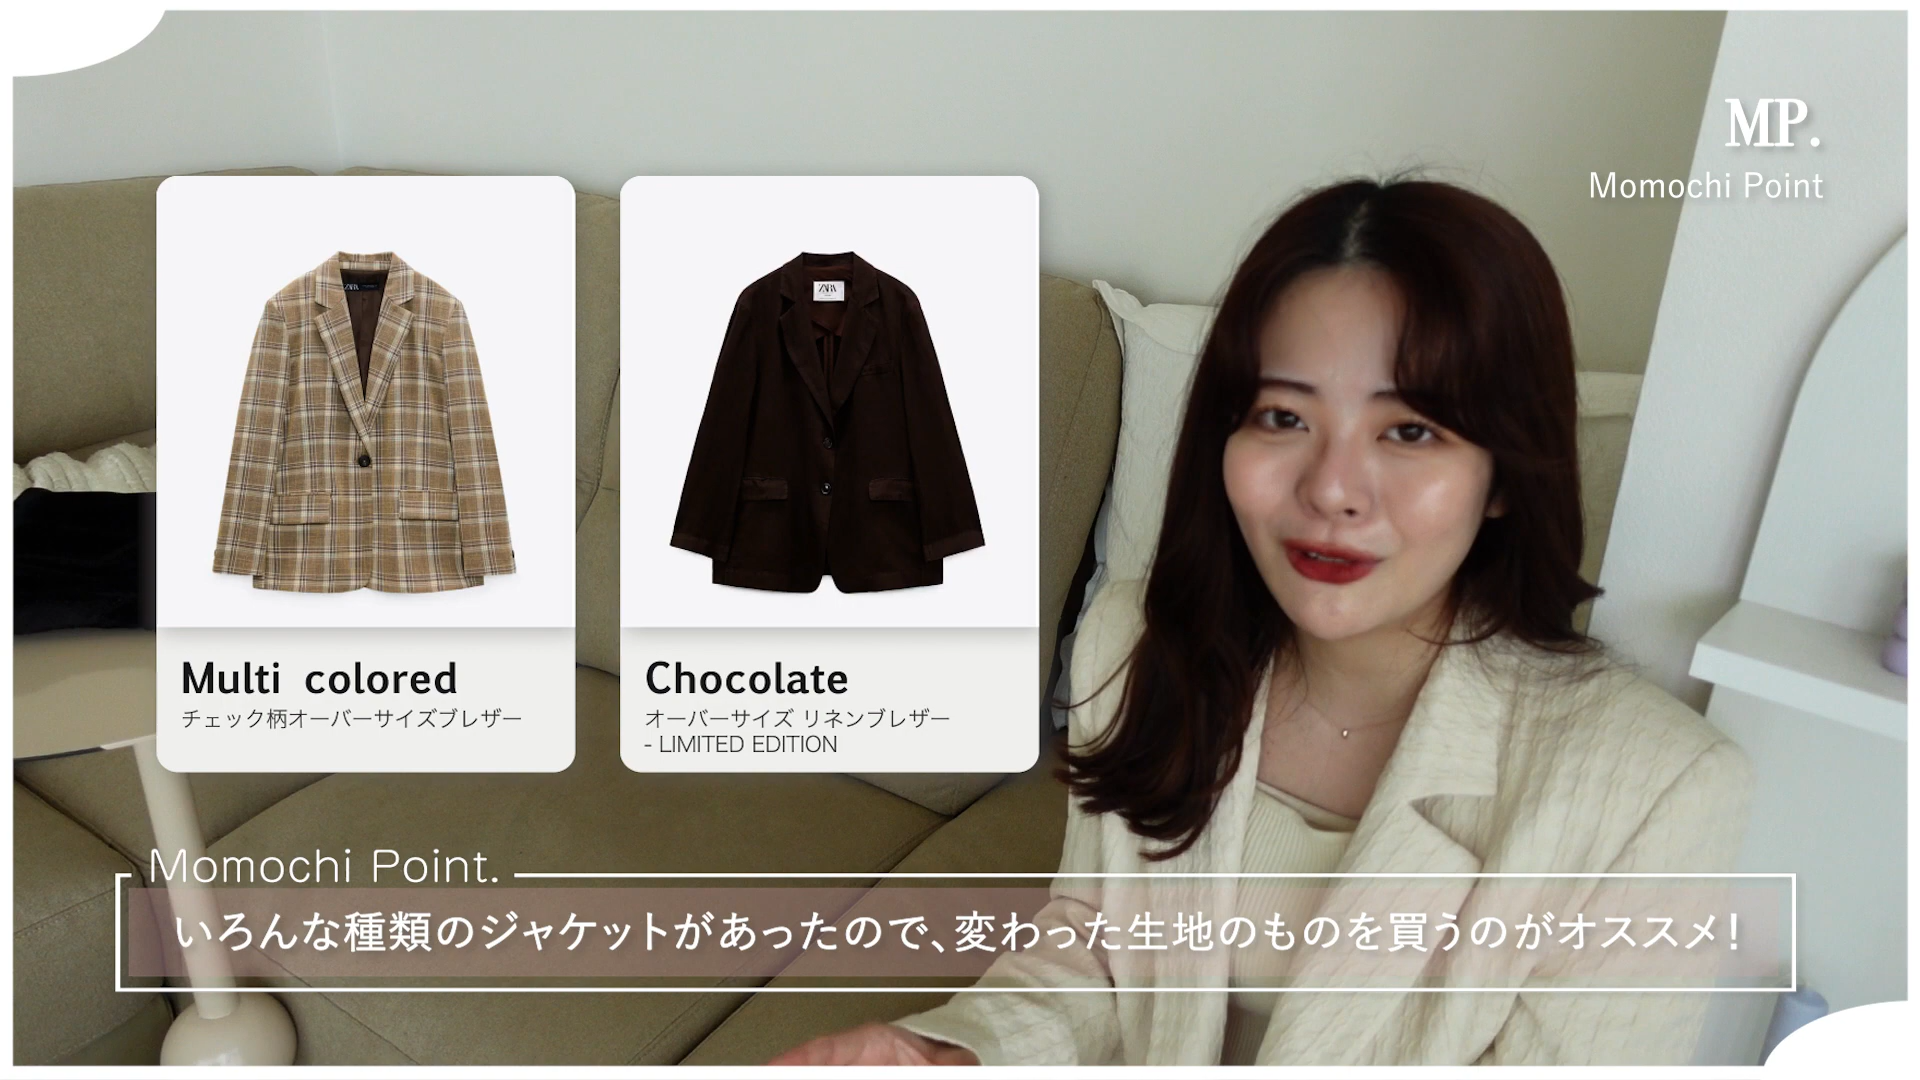 MP.
Momochi Point
ZARA
ZARA
Multi colored
チェック柄オーバーサイズブレザー
Chocolate
オーバーサイズ リネンブレザー
- LIMITED EDITION
Momochi Point.
いろんな種類のジャケットがあったので、変わった生地のものを買うのがオススメ!